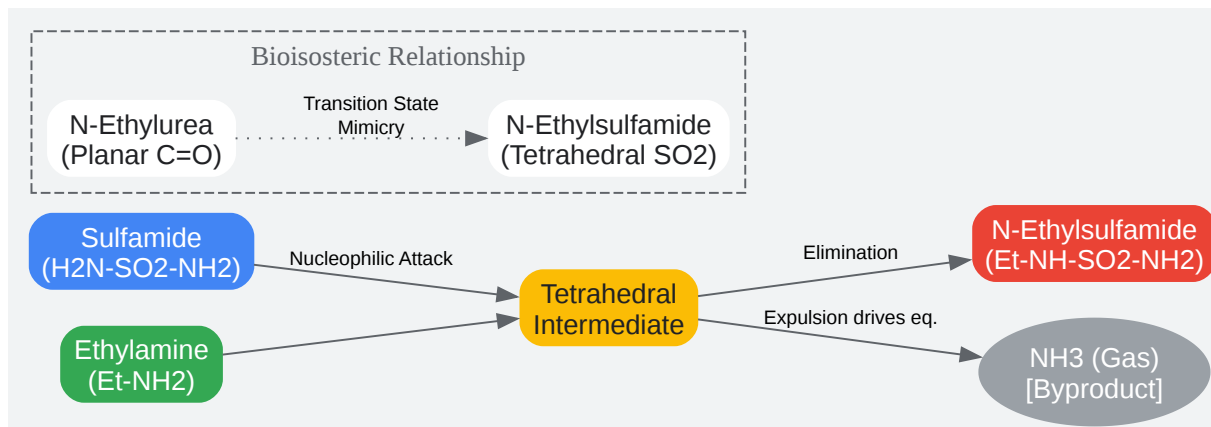 Bioisosteric Relationship
N-Ethylurea
(Planar C=O)
Transition State
Mimicry
N-Ethylsulfamide
(Tetrahedral SO2)
Sulfamide
(H2N-SO2-NH2)
Nucleophilic Attack
Ethylamine
(Et-NH2)
Tetrahedral
Intermediate
Elimination
N-Ethylsulfamide
(Et-NH-SO2-NH2)
Expulsion drives eq.
NH3 (Gas)
[Byproduct]